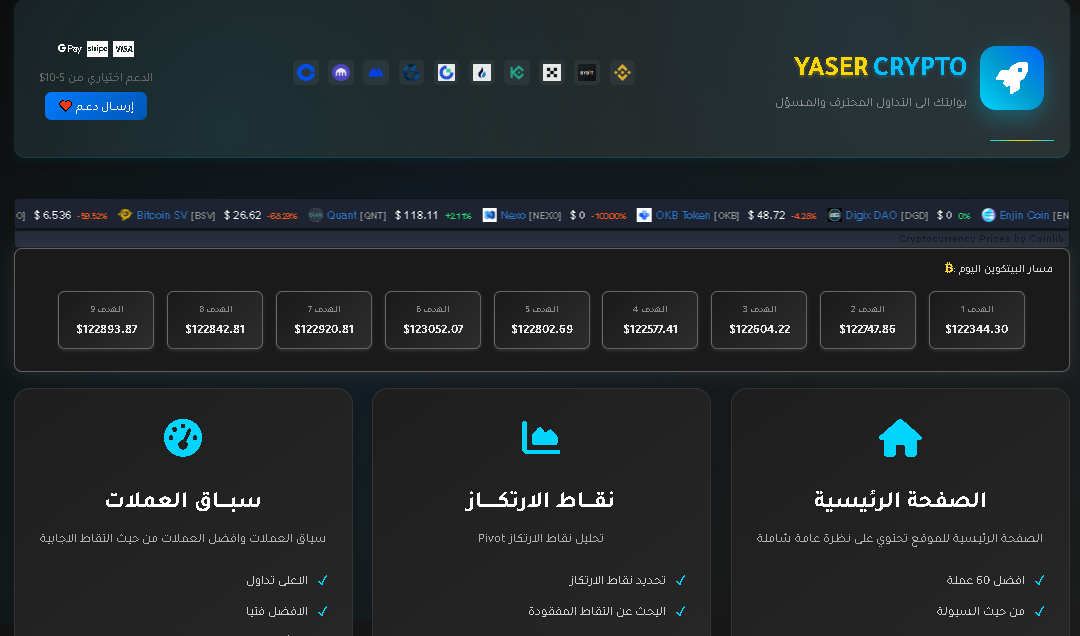 YASER CRYPTO
بوابتك الى التداول المحترف والمسؤل
BYBIT
G Pay stripe VISA
الدعم اختياري من 5-10$
إرسال دعم
$ 6.536 -59.52% Bitcoin SV [BSV] $ 26.62 -68.29% Quant [QNT] $ 118.11 +2.11% Nexo [NEXO] $ 0 -100.00% OKB Token [OKB] $ 48.72 -4.28% Digix DAO [DGD] $ 0 0% Enjin Coin [EN
Cryptocurrency Prices by Coinlib
مسار البيتكوين اليوم :
الهدف 1
$122344.30
الهدف 2
$122747.86
الهدف 3
$122604.22
الهدف 4
$122577.41
الهدف 5
$122802.69
الهدف 6
$123052.07
الهدف 7
$122920.81
الهدف 8
$122842.81
الهدف 9
$122893.87
الصفحة الرئيسية
الصفحة الرئيسية للموقع تحتوي على نظرة عامة شاملة
افضل 60 عملة
من حيث السيولة
نقـاط الارتكـاز
تحليل نقاط الارتكاز Pivot
تحديد نقاط الارتكاز
البحث عن النقاط المفقودة
سبـاق العملات
سباق العملات وافضل العملات من حيث النقاط الاجابية
الاعلى تداول
الافضل فنيا